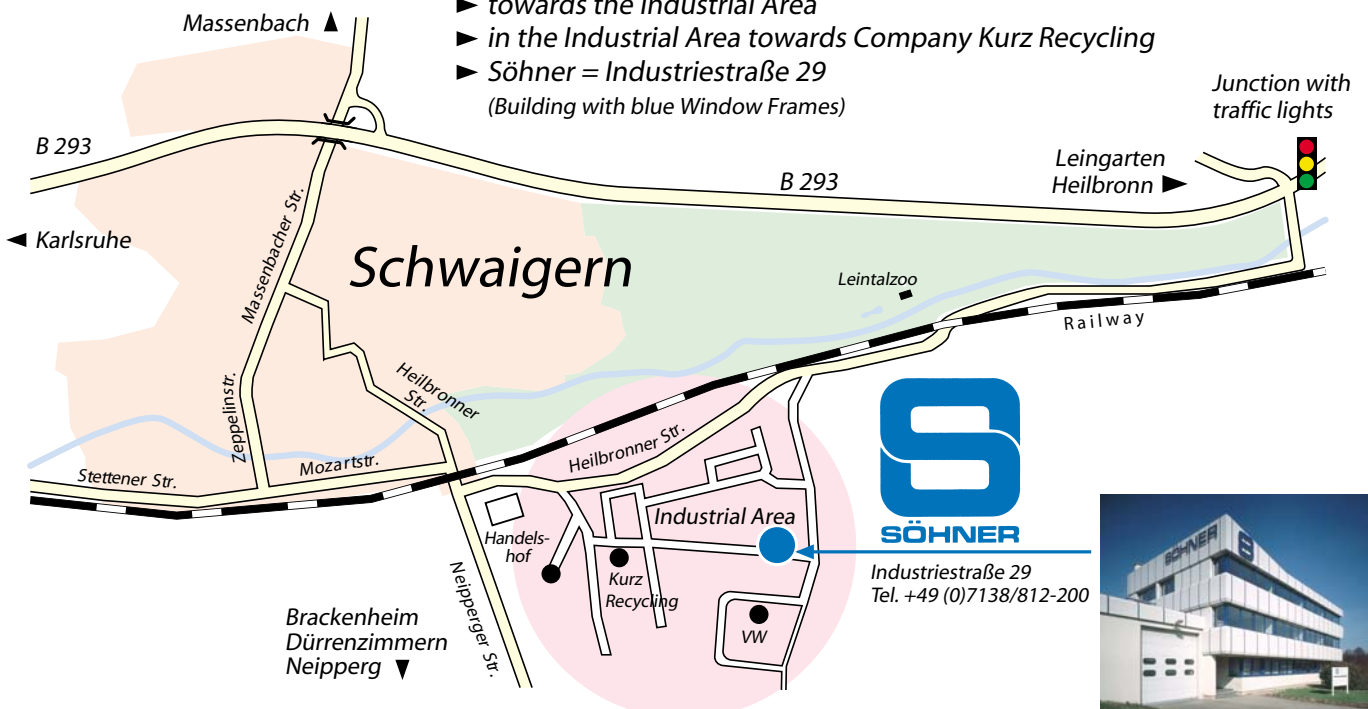 ► towards the Industrial Area
► in the Industrial Area towards Company Kurz Recycling
► Söhner = Industriestraße 29
(Building with blue Window Frames)
Massenbach ▲
Junction with
traffic lights
B 293
Leingarten
Heilbronn ►
B 293
◄ Karlsruhe
Massenbacher Str.
Schwaigern
Leintalzoo
Railway
Zeppelinstr.
Heilbronner
Str.
Heilbronner Str.
Mozartstr.
Stettener Str.
Handels-
hof
Industrial Area
Kurz
Recycling
VW
Neipperger Str.
SÖHNER
Industriestraße 29
Tel. +49 (0)7138/812-200
Brackenheim
Dürrenzimmern
Neipperg ▼
SÖHNER